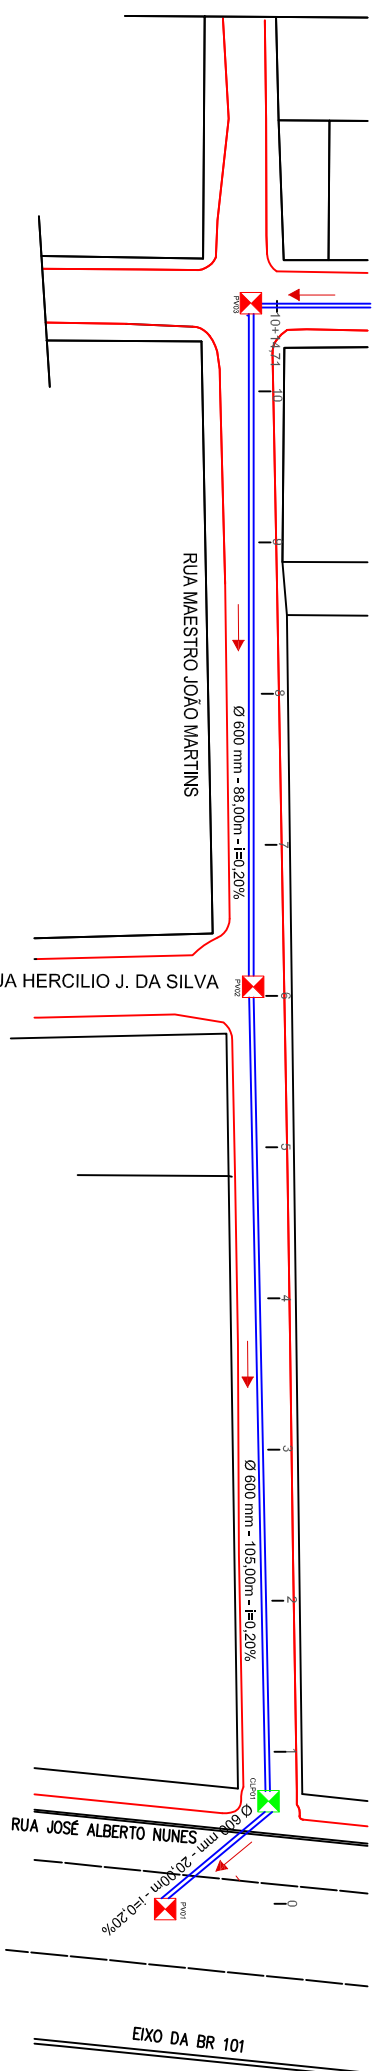 PV03
10+14,71
10
9
8
RUA MAESTRO JOÃO MARTINS
Ø 600 mm - 88,00m - i=0,20%
7
UA HERCILIO J. DA SILVA
PV02
6
5
4
3
Ø 600 mm - 105,00m - i=0,20%
2
1
CLP01
Ø 600 mm - 20,00m - i=0,20%
RUA JOSÉ ALBERTO NUNES
PV01
0
EIXO DA BR 101